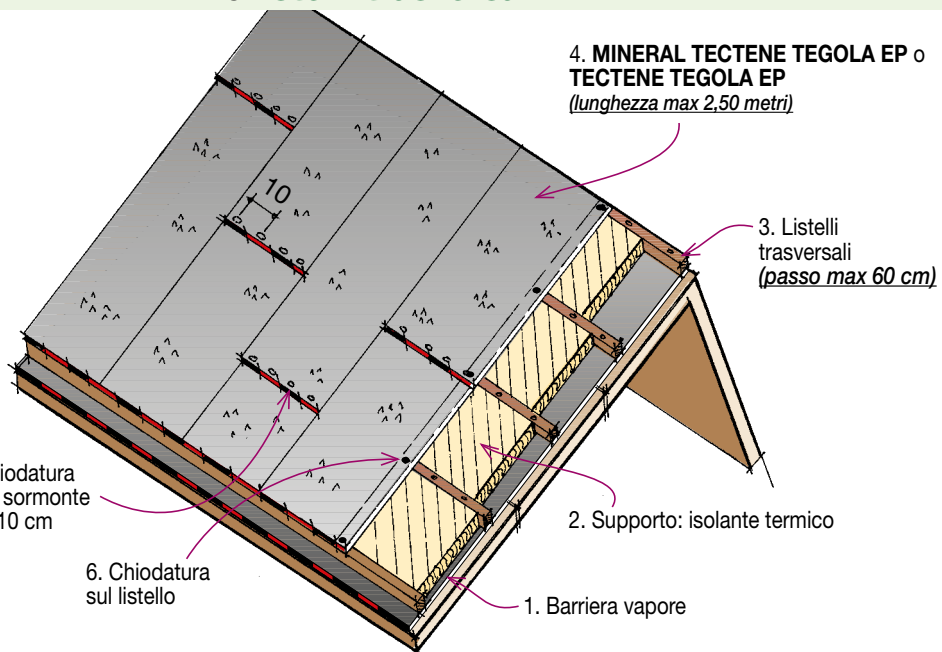 4. MINERAL TECTENE TEGOLA EP o
TECTENE TEGOLA EP
(lunghezza max 2,50 metri)
10
3. Listelli
trasversali
(passo max 60 cm)
sormonte
10 cm
2. Supporto: isolante termico
6. Chiodatura
sul listello
1. Barriera vapore